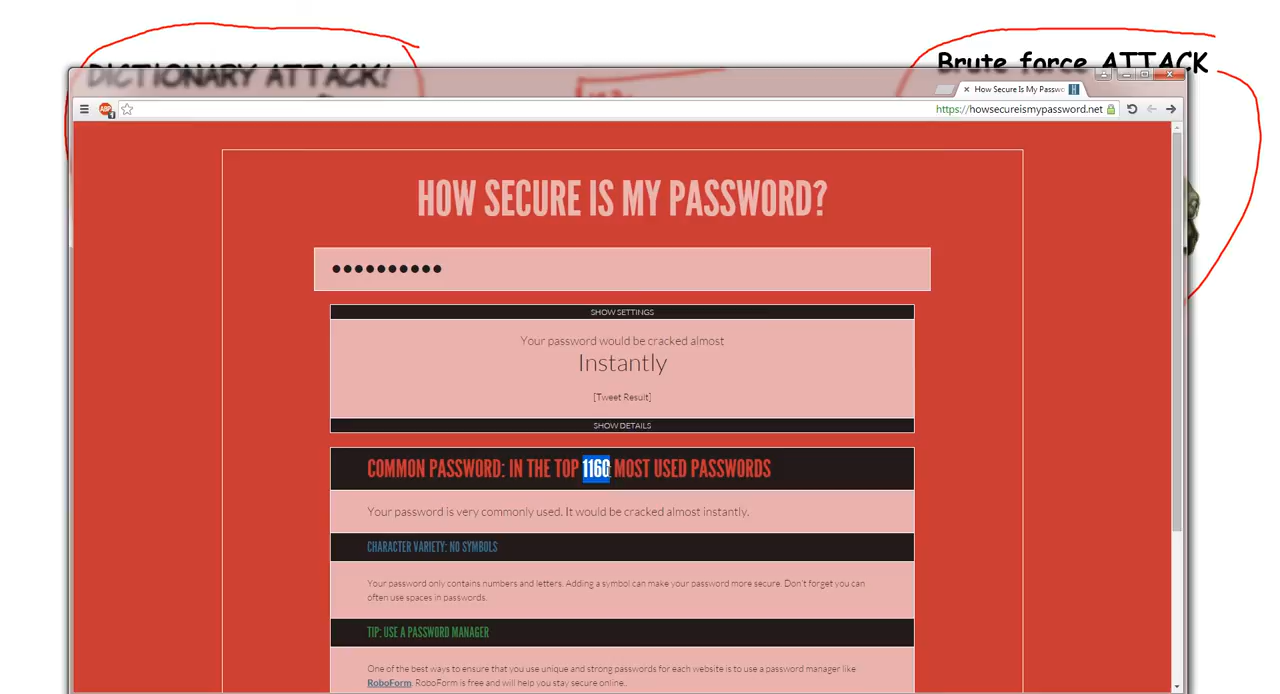 DICTIONARY ATTACK!
Brute force ATTACK
How Secure Is My Passwo
https://howsecureismypassword.net
ABP
1
HOW SECURE IS MY PASSWORD?
SHOW SETTINGS
Your password would be cracked almost
Instantly
[Tweet Result]
SHOW DETAILS
COMMON PASSWORD: IN THE TOP 1160 MOST USED PASSWORDS
Your password is very commonly used. It would be cracked almost instantly.
CHARACTER VARIETY: NO SYMBOLS
Your password only contains numbers and letters. Adding a symbol can make your password more secure. Don't forget you can
often use spaces in passwords.
TIP: USE A PASSWORD MANAGER
One of the best ways to ensure that you use unique and strong passwords for each website is to use a password manager like
RoboForm. RoboForm is free and will help you stay secure online.